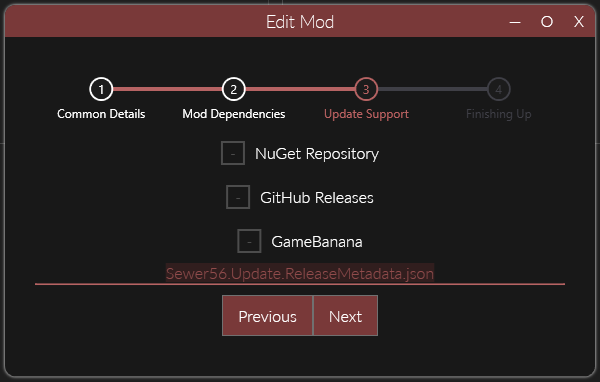 Edit Mod
— O X
1 2 3 4
Common Details Mod Dependencies Update Support Finishing Up
- NuGet Repository
- GitHub Releases
- GameBanana
Sewer56.Update.ReleaseMetadata.json
Previous Next